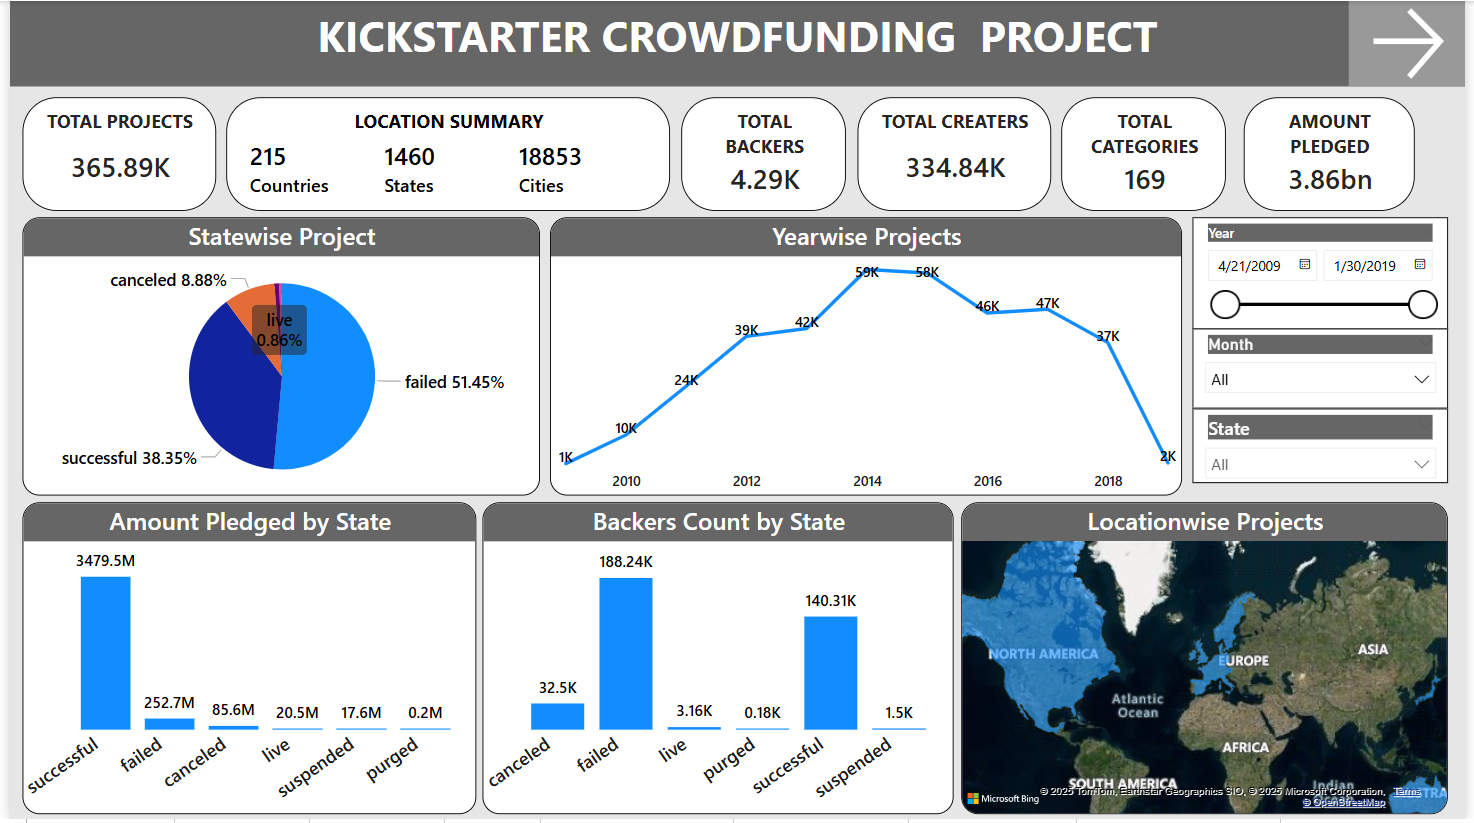 KICKSTARTER CROWDFUNDING  PROJECT
TOTAL PROJECTS
365.89K
LOCATION SUMMARY
215
1460
18853
Countries
States
Cities
TOTAL
BACKERS
4.29K
TOTAL CREATERS
334.84K
TOTAL
CATEGORIES
169
AMOUNT
PLEDGED
3.86bn
Statewise Project
canceled 8.88%
live
0.86%
failed 51.45%
successful 38.35%
Yearwise Projects
1K
10K
24K
39K
42K
59K
58K
46K
47K
37K
2K
2010
2012
2014
2016
2018
Year
4/21/2009
1/30/2019
Month
All
State
All
Amount Pledged by State
3479.5M
252.7M
85.6M
20.5M
17.6M
0.2M
successful
failed
canceled
live
suspended
purged
Backers Count by State
32.5K
188.24K
3.16K
0.18K
140.31K
1.5K
canceled
failed
live
purged
successful
suspended
Locationwise Projects
NORTH AMERICA
EUROPE
ASIA
Atlantic
Ocean
AFRICA
SOUTH AMERICA
Indian
Microsoft Bing
© 2025 TomTom, Earthstar Geographics SIO, © 2025 Microsoft Corporation, Terms
© OpenStreetMap